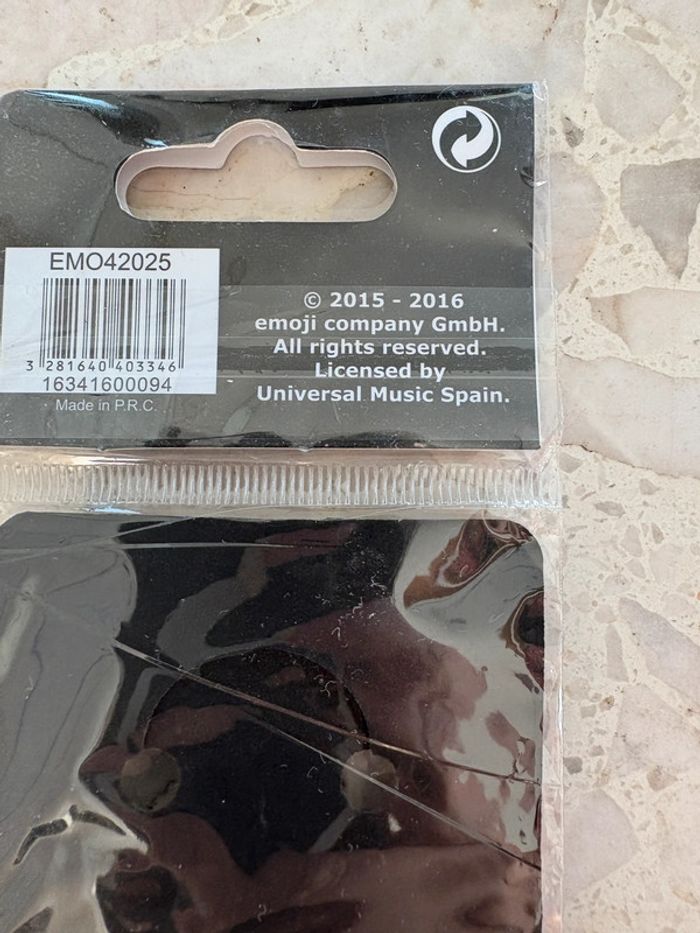 EMO42025
3 281640 403346
16341600094
Made in P.R.C.
© 2015 - 2016
emoji company GmbH.
All rights reserved.
Licensed by
Universal Music Spain.